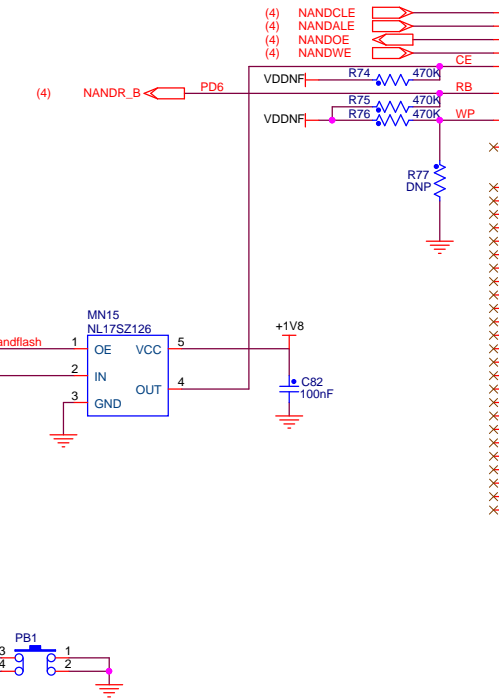 (4) NANDCLE
(4) NANDALE
(4) NANDOE
(4) NANDWE
CE
VDDNF R74 470K
(4) NANDR_B PD6 RB
R75 470K
VDDNF R76 470K WP
R77
DNP
MN15
NL17SZ126
+1V8
andflash 1 OE VCC 5
2 IN
OUT 4
3 GND
C82
100nF
PB1
3 1
4 2